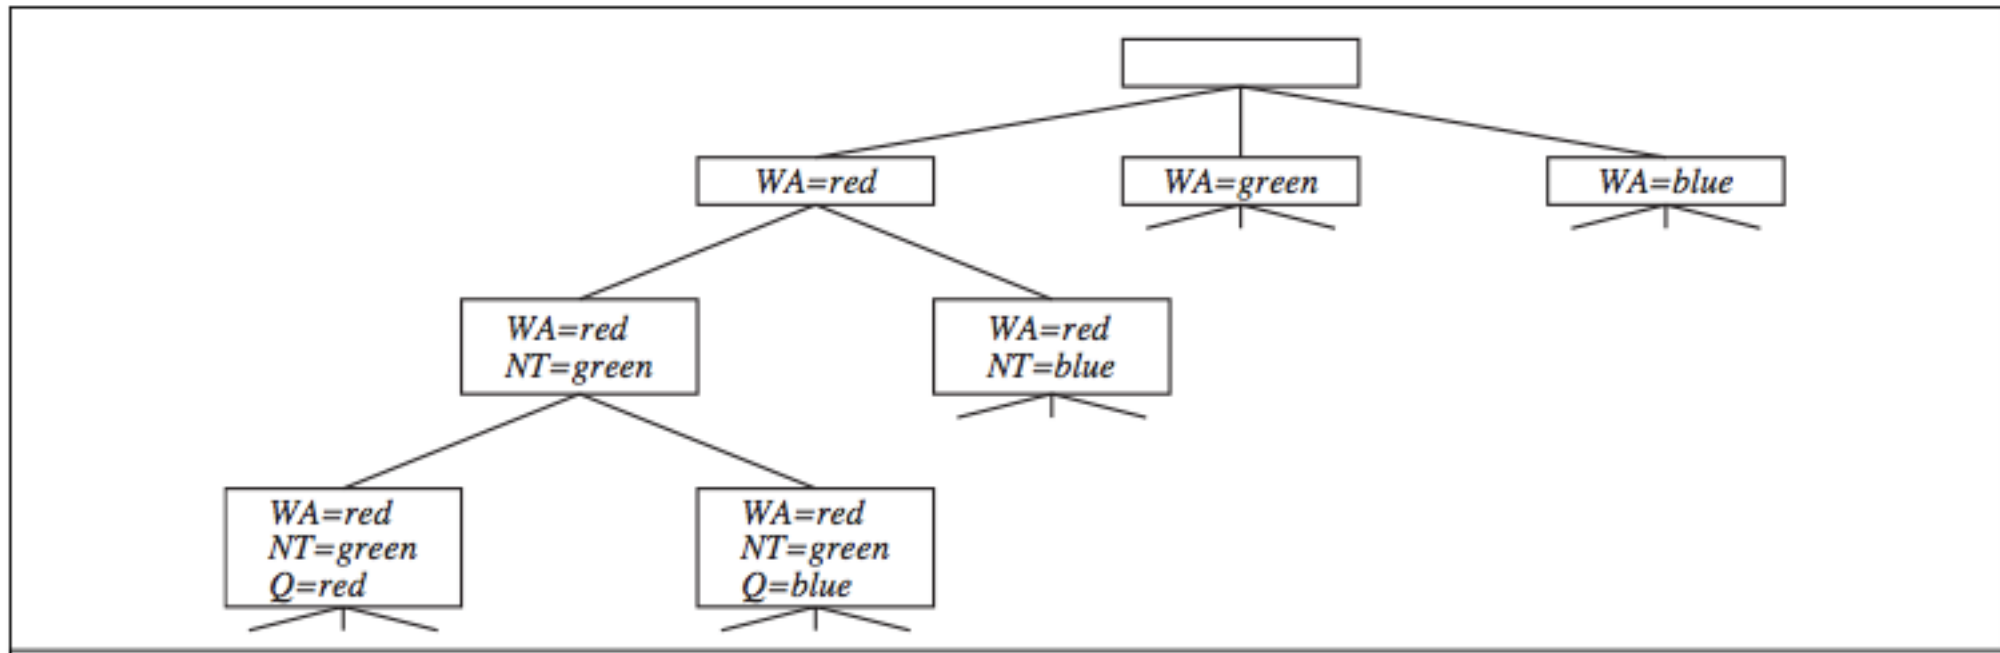 WA=red
WA=green
WA=blue
WA=red
NT=green
WA=red
NT=blue
WA=red
NT=green
Q=red
WA=red
NT=green
Q=blue